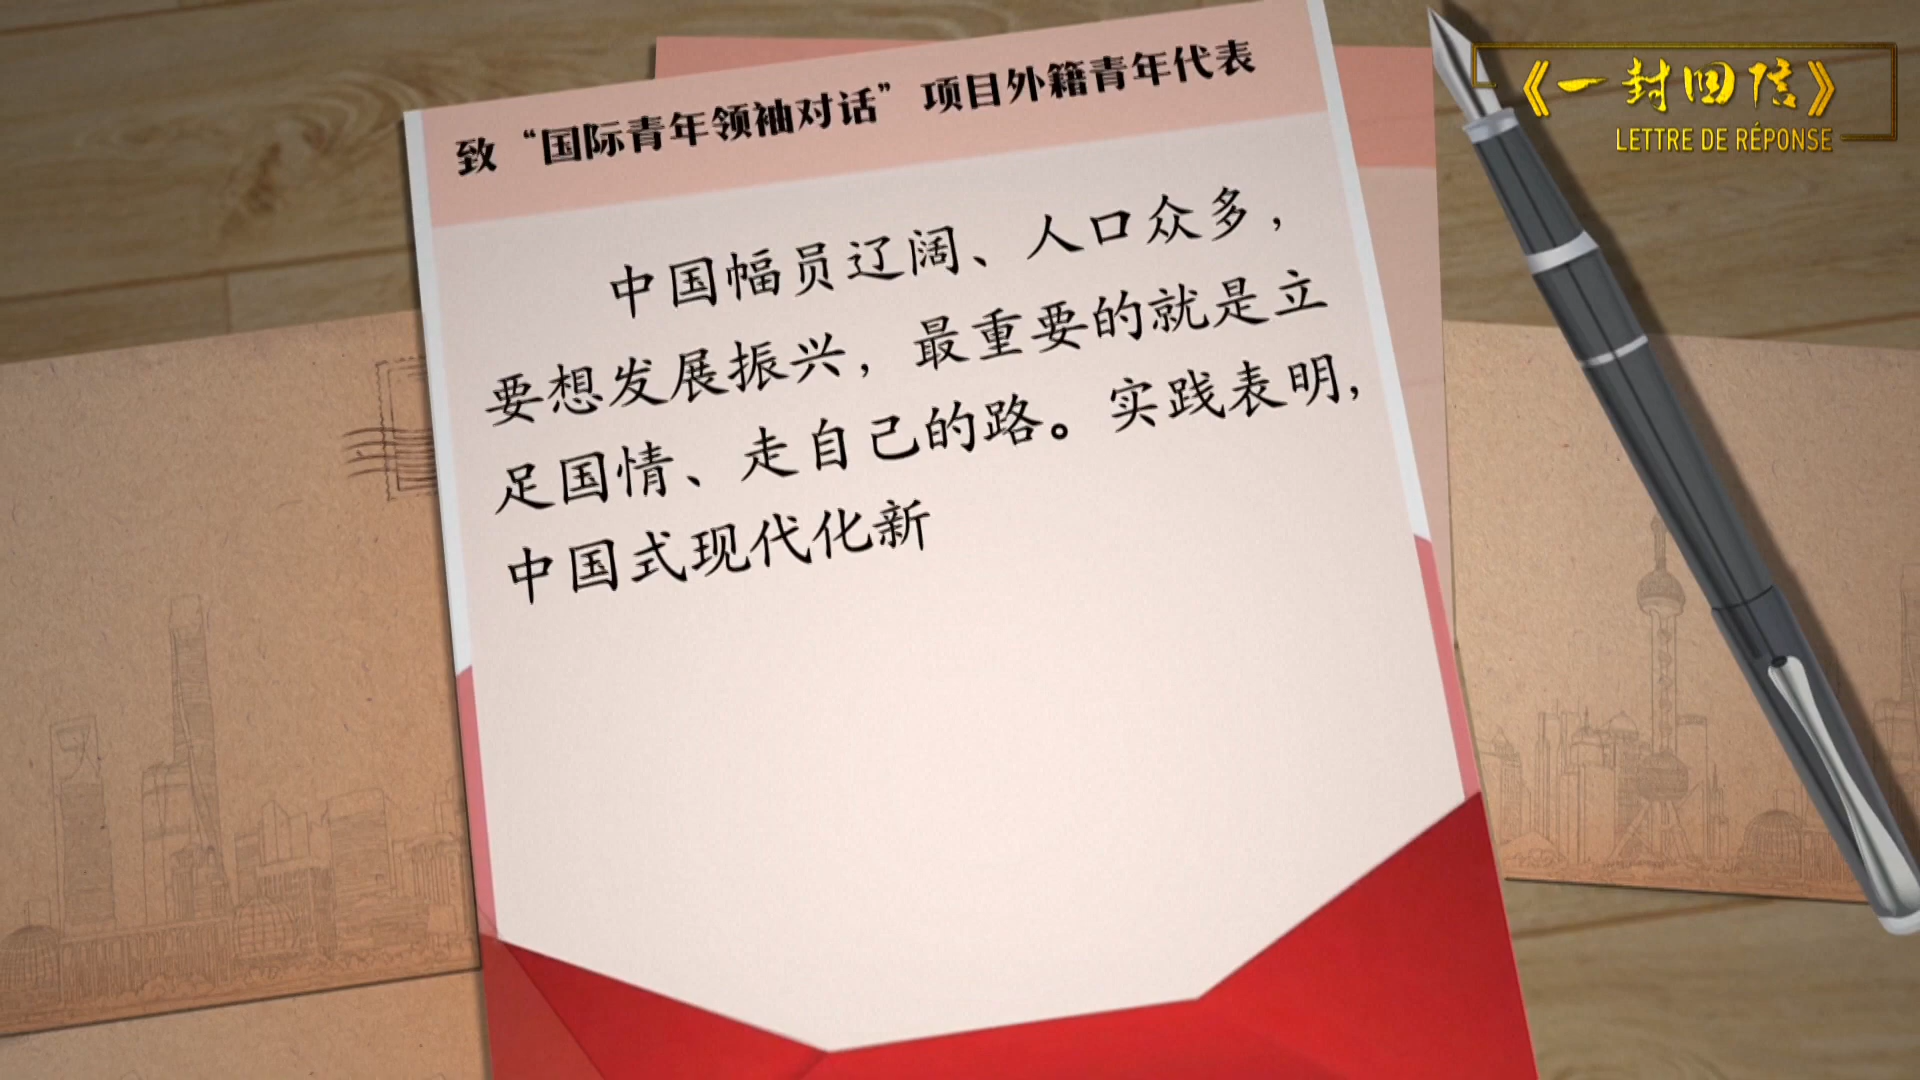 致“国际青年领袖对话”项目外籍青年代表
中国幅员辽阔、人口众多，
要想发展振兴，最重要的就是立
足国情、走自己的路。实践表明，
中国式现代化新
《一封回信》
LETTRE DE RÉPONSE